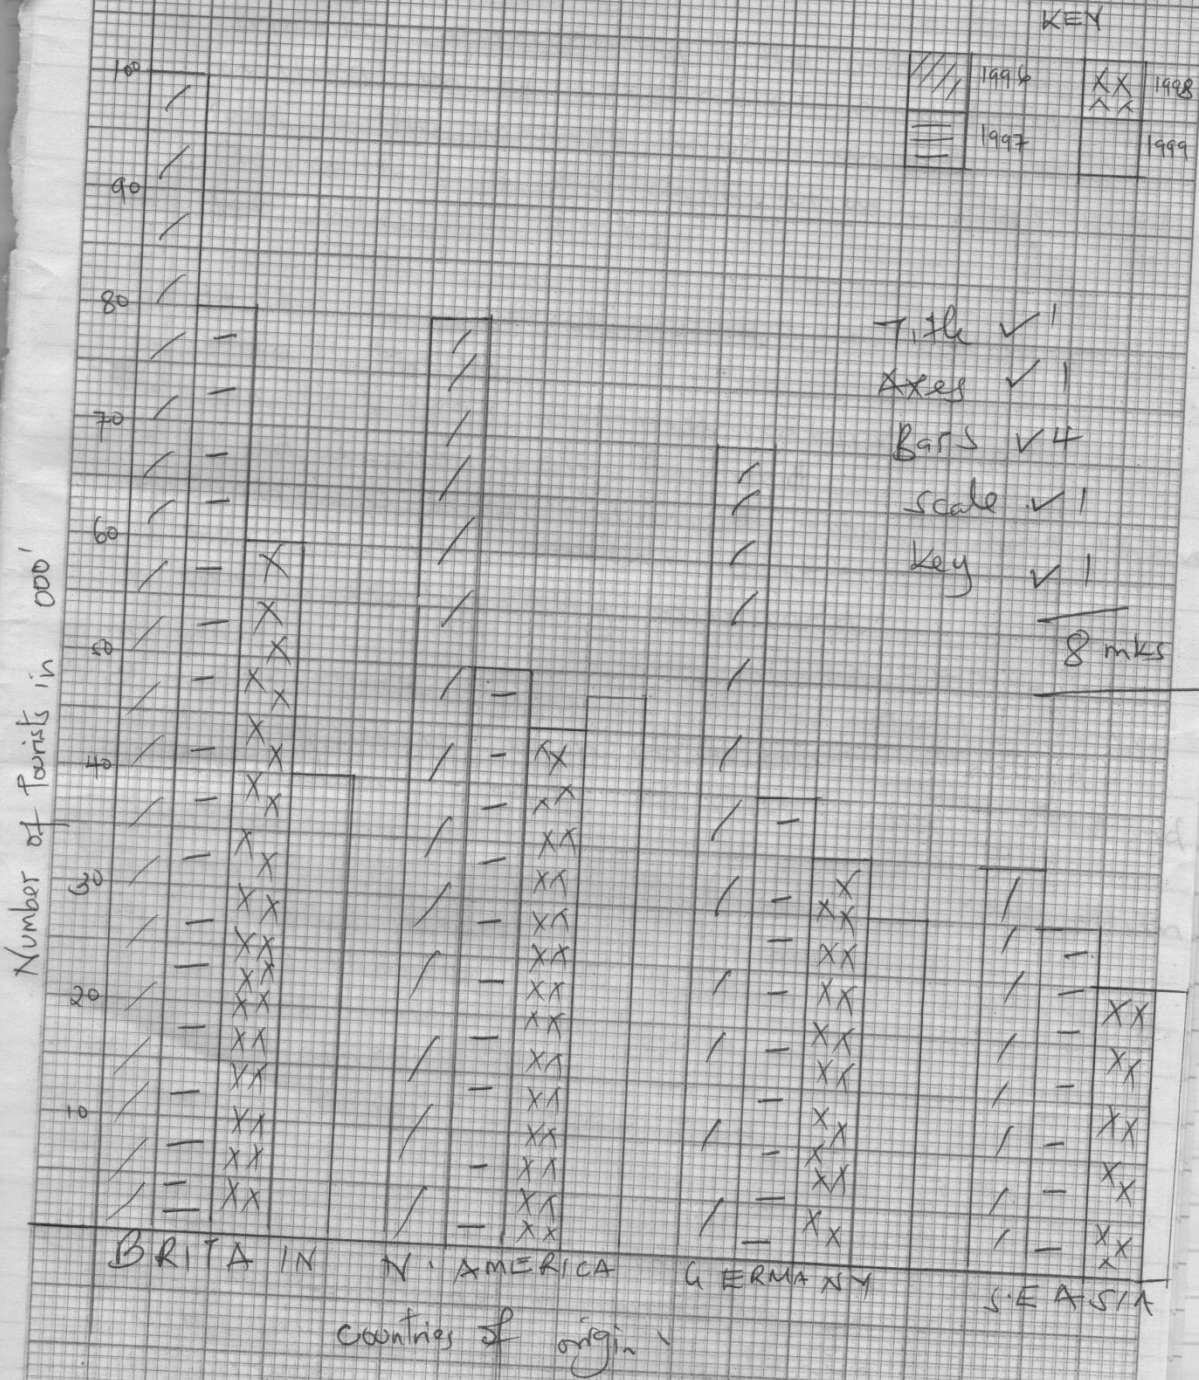 KEY
1996 XX 1998
1997 1999
100
90
80
70
60
50
40
30
20
10
Number of Tourists in 000'
Title ✓ 1
Axes ✓ 1
Bars ✓ 4
Scale ✓ 1
Key ✓ 1
8 mks
BRITAIN N. AMERICA GERMANY S.E ASIA
Countries of origin